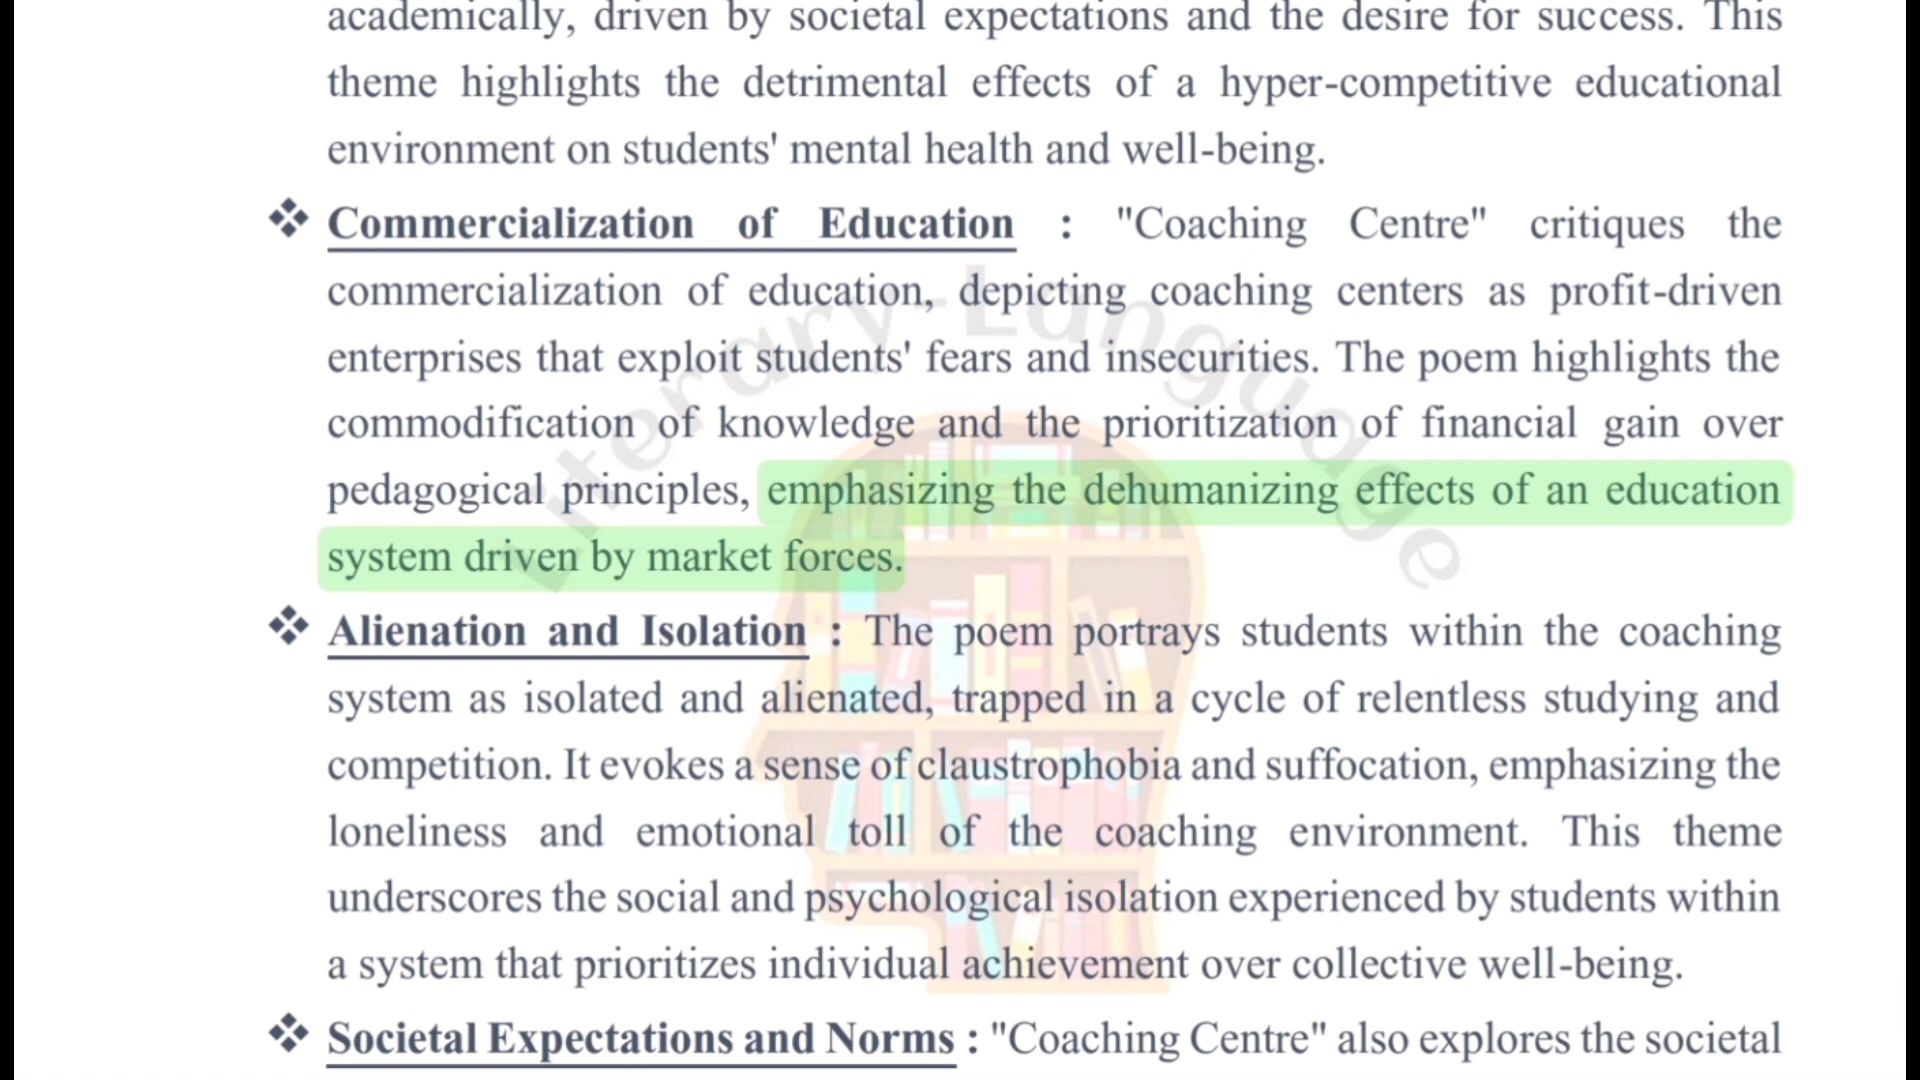 academically, driven by societal expectations and the desire for success. This
theme highlights the detrimental effects of a hyper-competitive educational
environment on students' mental health and well-being.
❖ Commercialization of Education : "Coaching Centre" critiques the
commercialization of education, depicting coaching centers as profit-driven
enterprises that exploit students' fears and insecurities. The poem highlights the
commodification of knowledge and the prioritization of financial gain over
pedagogical principles, emphasizing the dehumanizing effects of an education
system driven by market forces.
❖ Alienation and Isolation : The poem portrays students within the coaching
system as isolated and alienated, trapped in a cycle of relentless studying and
competition. It evokes a sense of claustrophobia and suffocation, emphasizing the
loneliness and emotional toll of the coaching environment. This theme
underscores the social and psychological isolation experienced by students within
a system that prioritizes individual achievement over collective well-being.
❖ Societal Expectations and Norms : "Coaching Centre" also explores the societal
Literary-Language